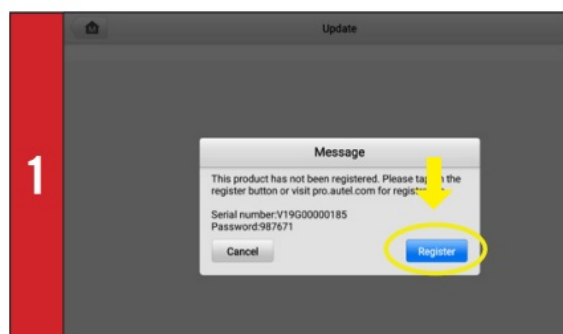 Update
1
Message
This product has not been registered. Please tap the
register button or visit pro.autel.com for
Serial number:V19G00000185
Password:987671
Cancel
Register